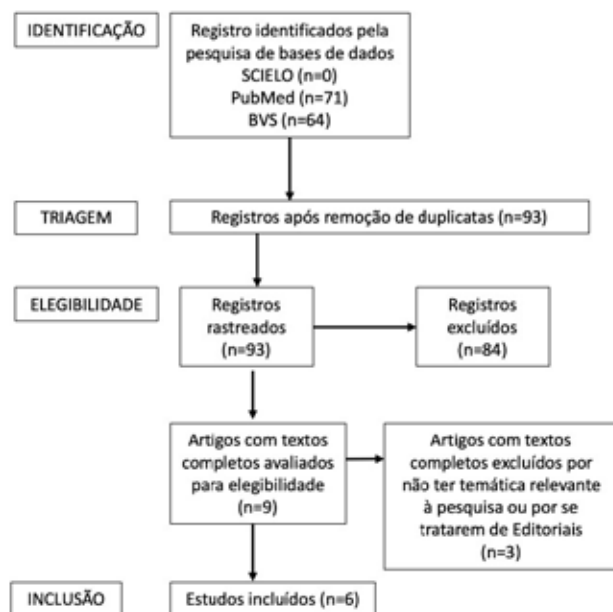 IDENTIFICAÇÃO
Registro identificados pela
pesquisa de bases de dados
SCIELO (n=0)
PubMed (n=71)
BVS (n=64)
TRIAGEM
Registros após remoção de duplicatas (n=93)
ELEGIBILIDADE
Registros
rastreados
(n=93)
Registros
excluídos
(n=84)
Artigos com textos
completos avaliados
para elegibilidade
(n=9)
Artigos com textos
completos excluídos por
não ter temática relevante
à pesquisa ou por se
tratarem de Editoriais
(n=3)
INCLUSÃO
Estudos incluídos (n=6)